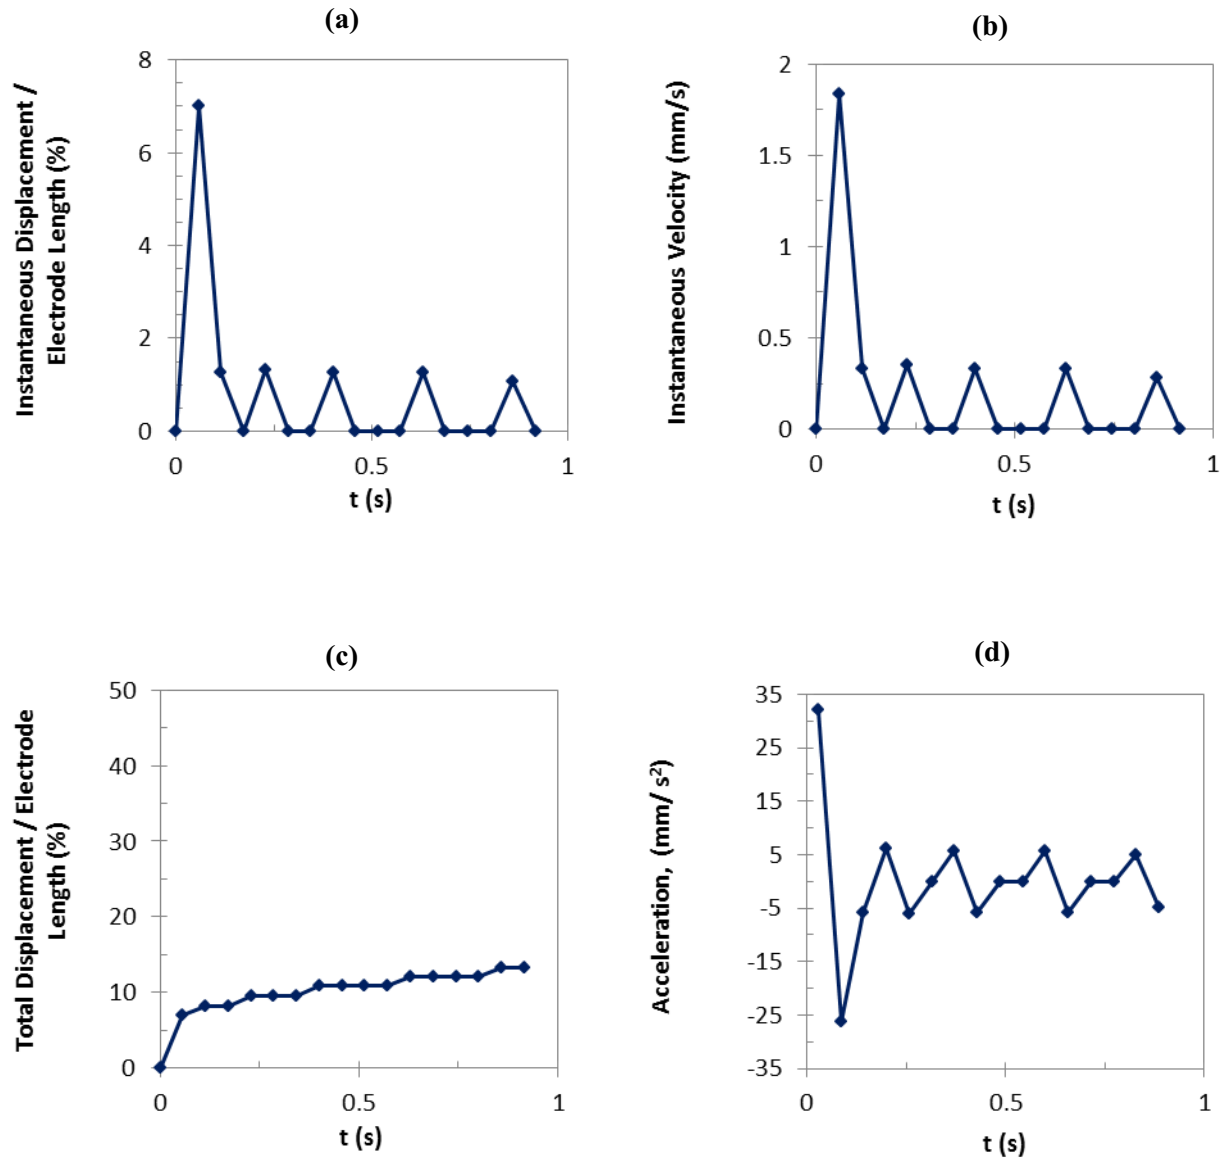 (a)
Instantaneous Displacement /
Electrode Length (%)
8
6
4
2
0
0
0.5
1
t (s)
(b)
Instantaneous Velocity (mm/s)
2
1.5
1
0.5
0
0
0.5
1
t (s)
(c)
Total Displacement / Electrode
Length (%)
50
40
30
20
10
0
0
0.5
1
t (s)
(d)
Acceleration, (mm/ s²)
35
25
15
5
-5
-15
-25
-35
0
0.5
1
t (s)